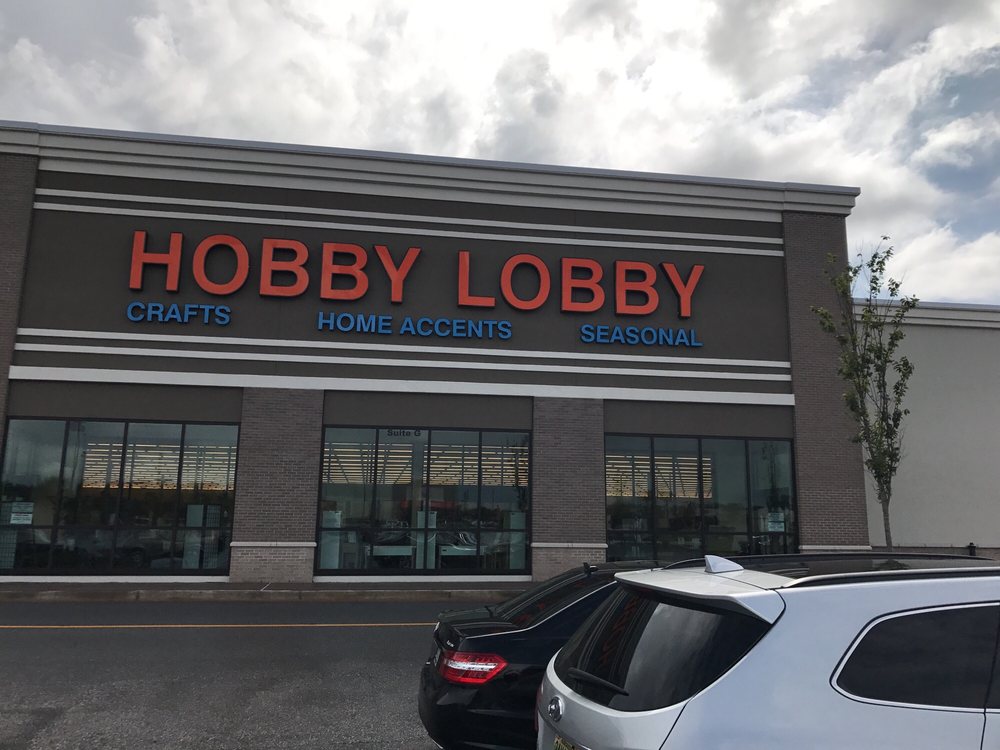 HOBBY LOBBY
CRAFTS HOME ACCENTS SEASONAL
Suite G